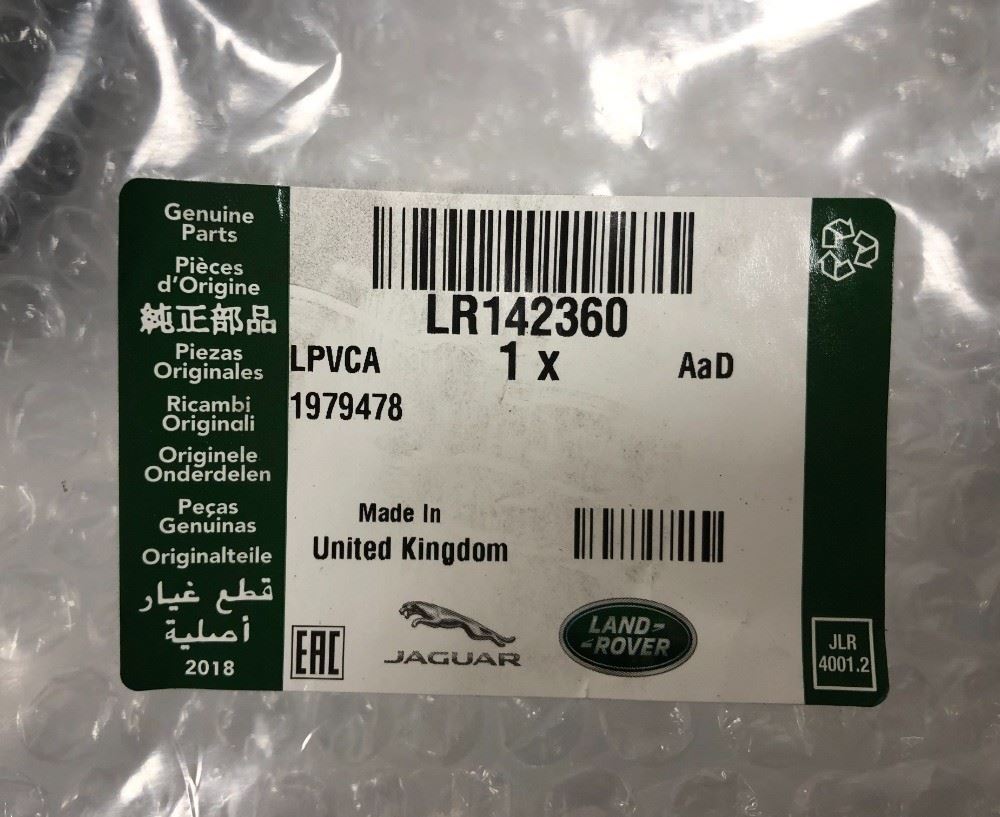 Genuine
Parts
Pièces
d'Origine
純正部品
Piezas
Originales
Ricambi
Originali
Originele
Onderdelen
Peças
Genuinas
Originalteile
قطع غيار
أصلية
2018
LR142360
LPVCA 1 x AaD
1979478
Made In
United Kingdom
EAC
JAGUAR
LAND-
-ROVER
JLR
4001.2